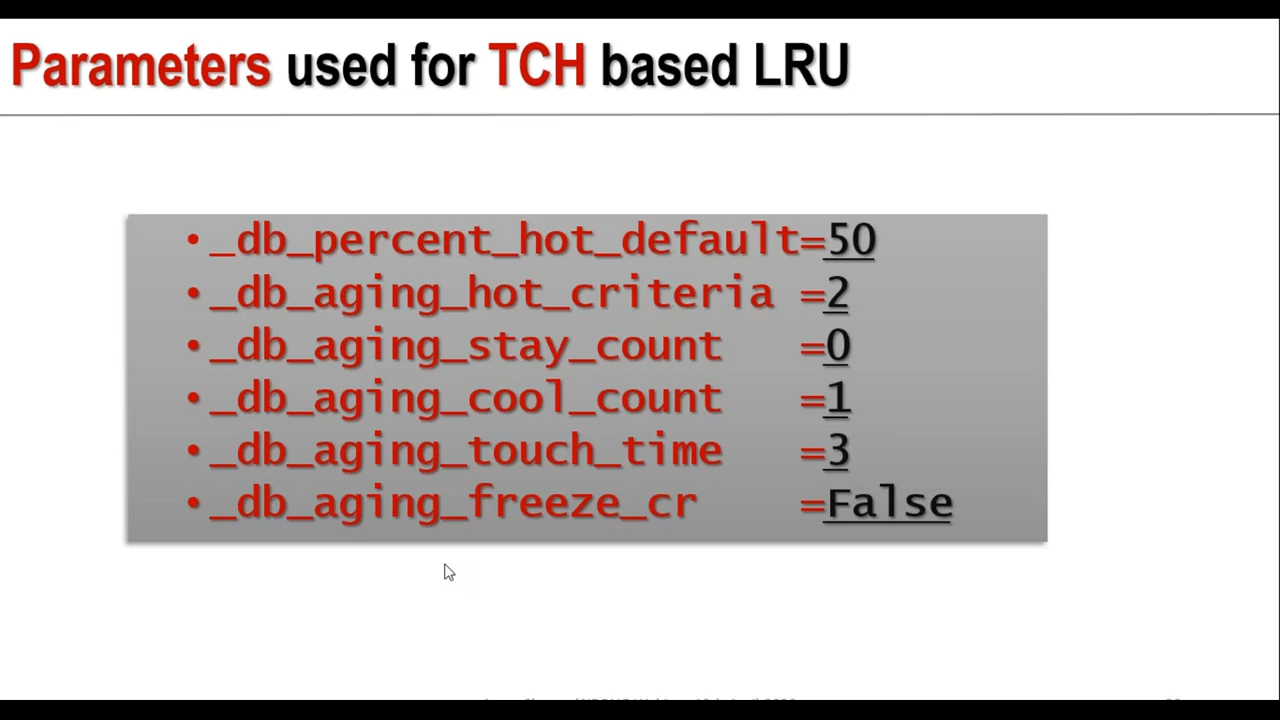 Parameters used for TCH based LRU
• _db_percent_hot_default=50
• _db_aging_hot_criteria =2
• _db_aging_stay_count =0
• _db_aging_cool_count =1
• _db_aging_touch_time =3
• _db_aging_freeze_cr =False